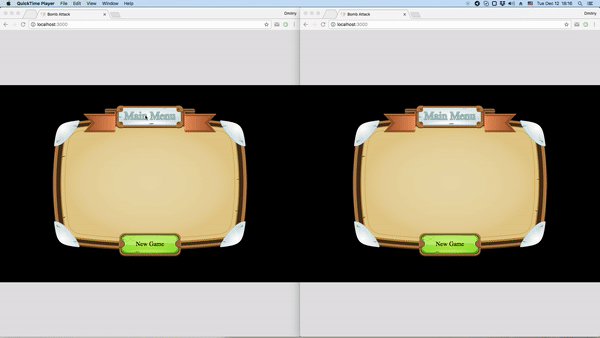 QuickTime Player File Edit View Window Help
Tue Dec 12 18:10
Bomb Attack
Dmitriy
localhost:3000
Main Menu
New Game
Bomb Attack
Dmitriy
localhost:3000
Main Menu
New Game